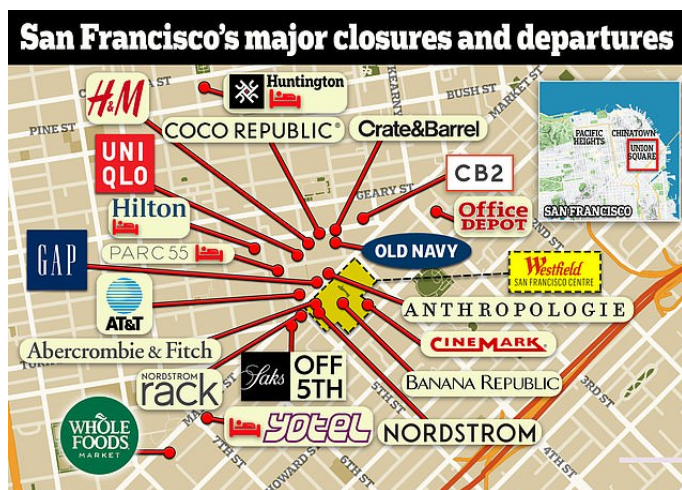 San Francisco's major closures and departures
H&M
Huntington
COCO REPUBLIC®
Crate&Barrel
PINE ST
KEARNY
BUSH ST
MARKET ST
UNI
QLO
CB2
GEARY ST
Office
DEPOT
2ND ST
PACIFIC
HEIGHTS
CHINATOWN
UNION
SQUARE
SAN FRANCISCO
Hilton
PARC 55
GAP
OLD NAVY
Westfield
SAN FRANCISCO CENTRE
AT&T
ANTHROPOLOGIE
CINEMARK.
Abercrombie & Fitch
NORDSTROM
rack
Saks
OFF
5TH
BANANA REPUBLIC
5TH ST
3RD ST
WHOLE
FOODS
MARKET
YOTEL
NORDSTROM
7TH ST
HOWARD ST
6TH ST
4TH ST